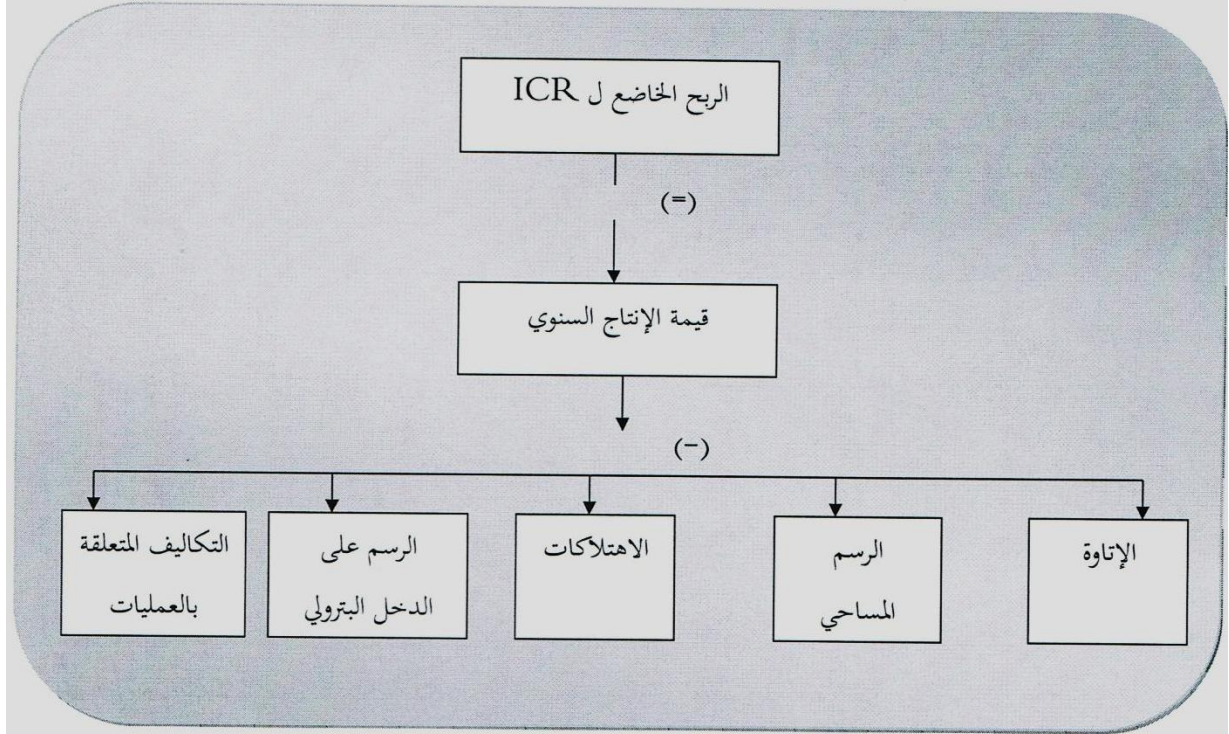 الربح الخاضع ل ICR
(=)
قيمة الإنتاج السنوي
(-)
الإتاوة
الرسم
المساحي
الاهتلاكات
الرسم على
الدخل البترولي
التكاليف المتعلقة
بالعمليات